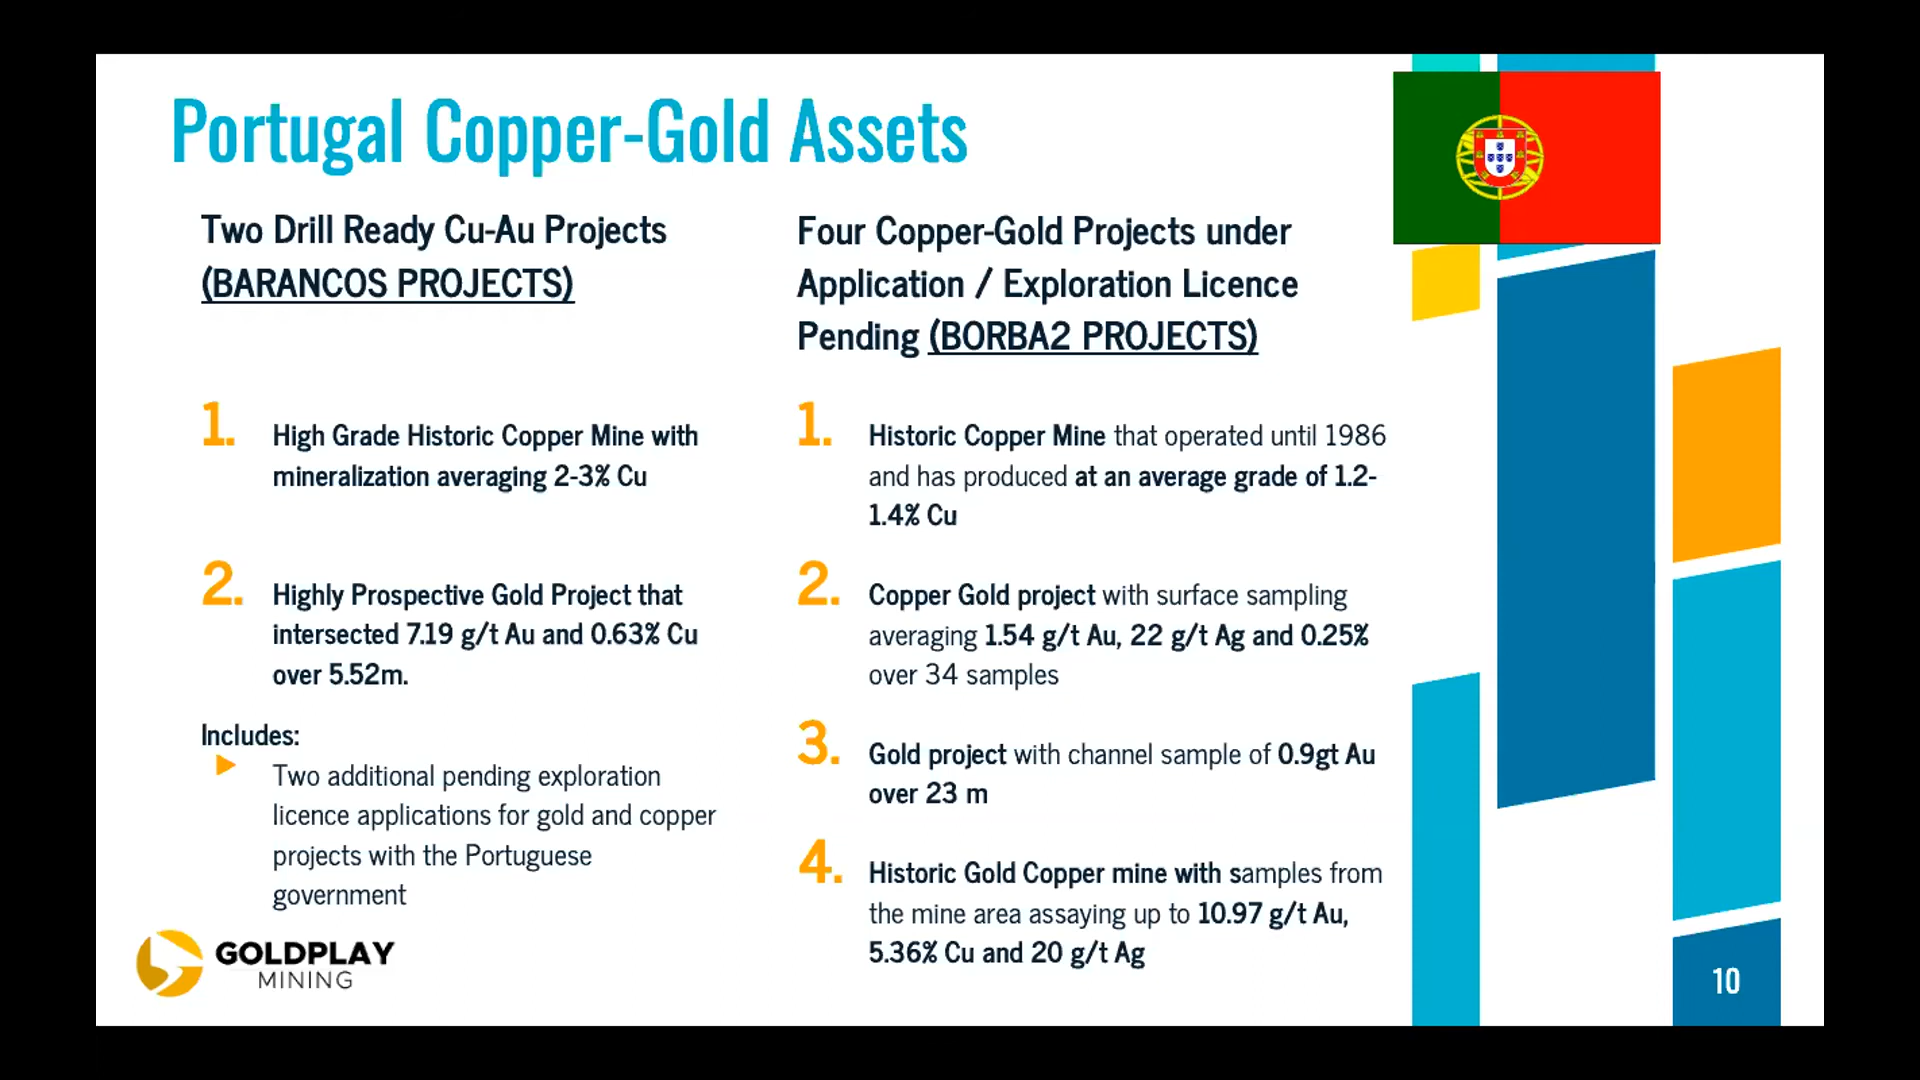 Portugal Copper-Gold Assets
Two Drill Ready Cu-Au Projects
(BARANCOS PROJECTS)
1. High Grade Historic Copper Mine with
mineralization averaging 2-3% Cu
2. Highly Prospective Gold Project that
intersected 7.19 g/t Au and 0.63% Cu
over 5.52m.
Includes:
Two additional pending exploration
licence applications for gold and copper
projects with the Portuguese
government
Four Copper-Gold Projects under
Application / Exploration Licence
Pending (BORBA2 PROJECTS)
1. Historic Copper Mine that operated until 1986
and has produced at an average grade of 1.2-
1.4% Cu
2. Copper Gold project with surface sampling
averaging 1.54 g/t Au, 22 g/t Ag and 0.25%
over 34 samples
3. Gold project with channel sample of 0.9gt Au
over 23 m
4. Historic Gold Copper mine with samples from
the mine area assaying up to 10.97 g/t Au,
5.36% Cu and 20 g/t Ag
GOLDPLAY
MINING
10